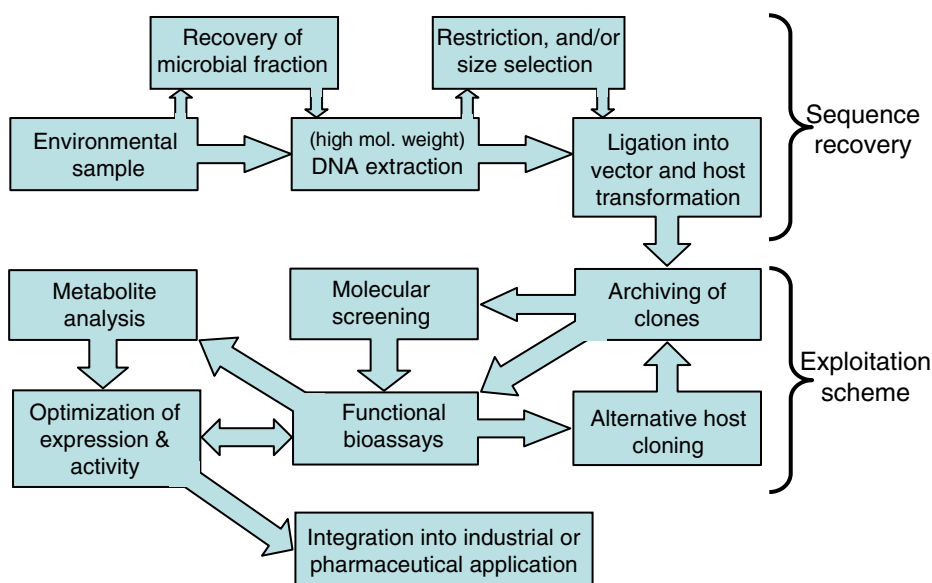 Recovery of
microbial fraction
Restriction, and/or
size selection
Environmental
sample
(high mol. weight)
DNA extraction
Ligation into
vector and host
transformation
Sequence
recovery
Metabolite
analysis
Molecular
screening
Archiving of
clones
Optimization of
expression &
activity
Functional
bioassays
Alternative host
cloning
Exploitation
scheme
Integration into industrial or
pharmaceutical application